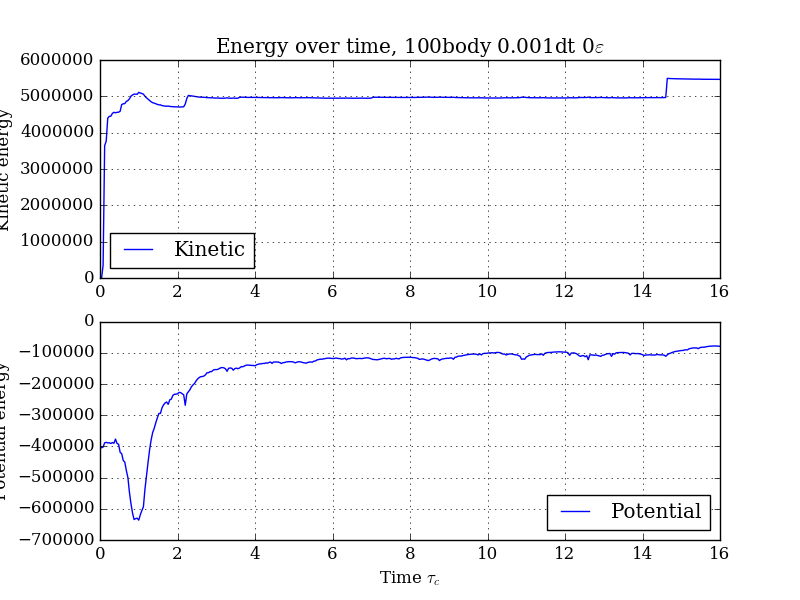 Energy over time, 100body 0.001dt 0ε
6000000
5000000
4000000
3000000
2000000
1000000
0
Kinetic energy
Kinetic
0 2 4 6 8 10 12 14 16
0
−100000
−200000
−300000
−400000
−500000
−600000
−700000
Potential energy
Potential
0 2 4 6 8 10 12 14 16
Time τc